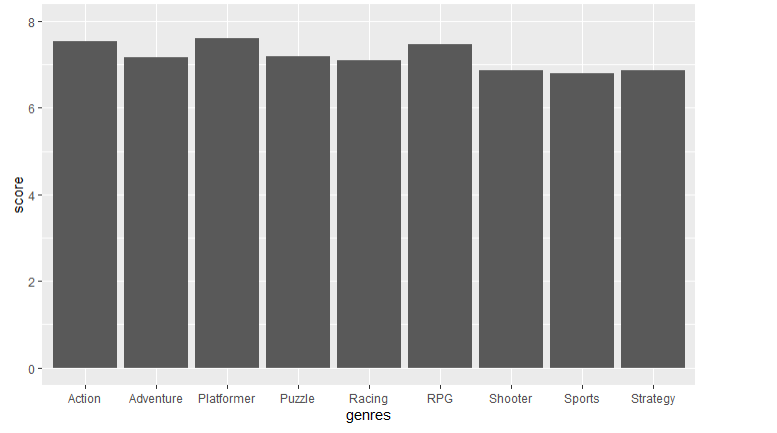 8
6
4
2
0
score
Action Adventure Platformer Puzzle Racing RPG Shooter Sports Strategy
genres